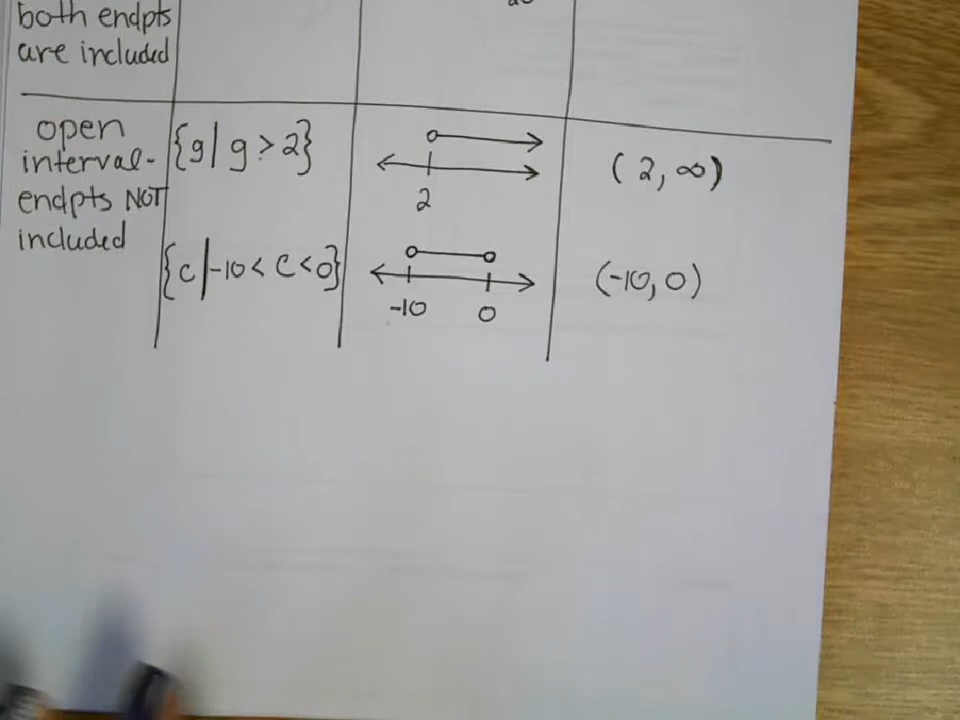 both endpts
are included
open
interval-
endpts NOT
included
{g| g > 2}
2
(2, ∞)
{c|-10 < c < 0}
-10 0
(-10, 0)